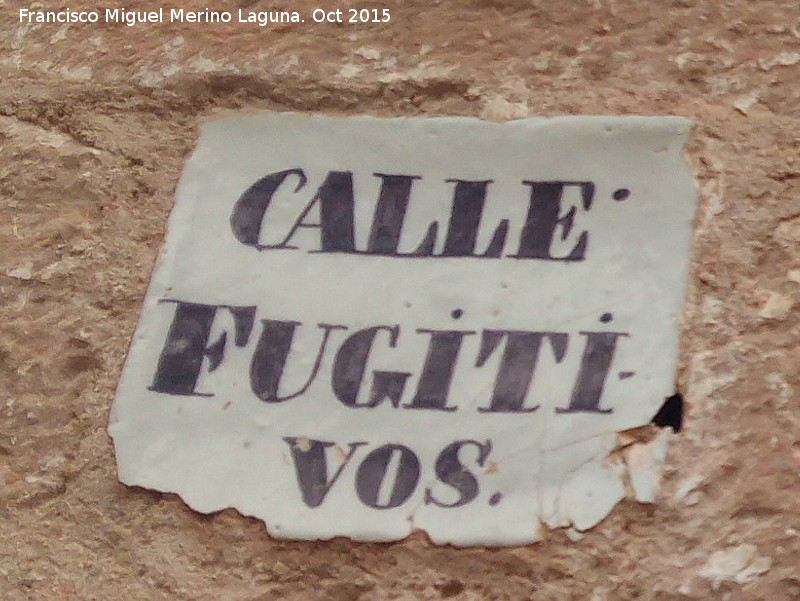 Francisco Miguel Merino Laguna. Oct 2015
CALLE·
FUGITI-
VOS.